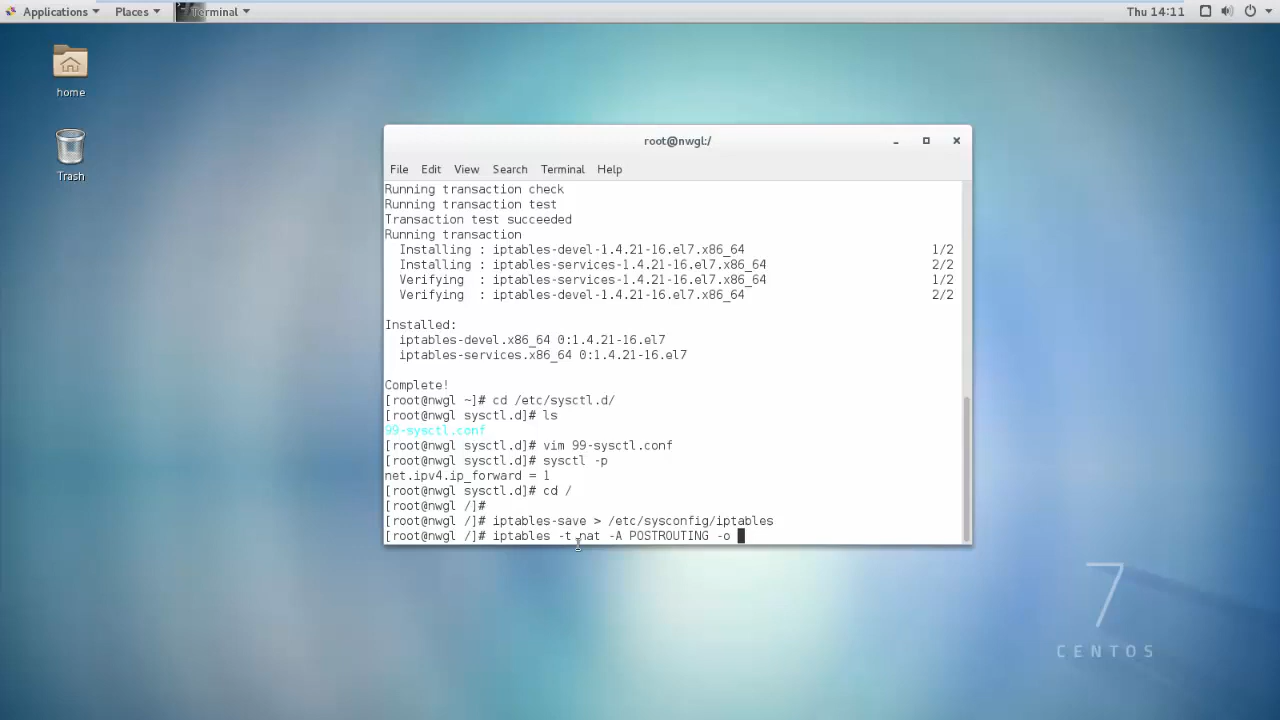 Applications Places Terminal Thu 14:11
home
Trash
root@nwgl:/
File Edit View Search Terminal Help
Running transaction check
Running transaction test
Transaction test succeeded
Running transaction
Installing : iptables-devel-1.4.21-16.el7.x86_64 1/2
Installing : iptables-services-1.4.21-16.el7.x86_64 2/2
Verifying : iptables-services-1.4.21-16.el7.x86_64 1/2
Verifying : iptables-devel-1.4.21-16.el7.x86_64 2/2
Installed:
iptables-devel.x86_64 0:1.4.21-16.el7
iptables-services.x86_64 0:1.4.21-16.el7
Complete!
[root@nwgl ~]# cd /etc/sysctl.d/
[root@nwgl sysctl.d]# ls
99-sysctl.conf
[root@nwgl sysctl.d]# vim 99-sysctl.conf
[root@nwgl sysctl.d]# sysctl -p
net.ipv4.ip_forward = 1
[root@nwgl sysctl.d]# cd /
[root@nwgl /]#
[root@nwgl /]# iptables-save > /etc/sysconfig/iptables
[root@nwgl /]# iptables -t nat -A POSTROUTING -o
7
CENTOS